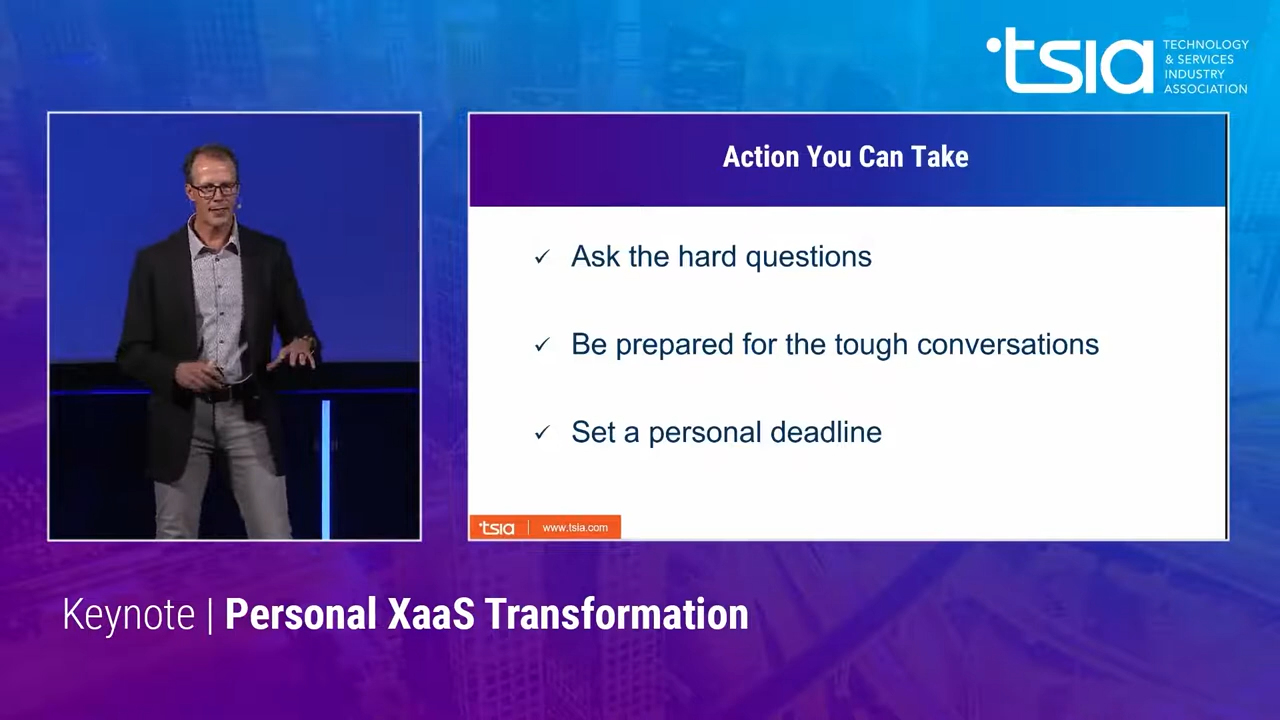 tsia
TECHNOLOGY
& SERVICES
INDUSTRY
ASSOCIATION
Action You Can Take
✓ Ask the hard questions
✓ Be prepared for the tough conversations
✓ Set a personal deadline
tsia | www.tsia.com
Keynote | Personal XaaS Transformation